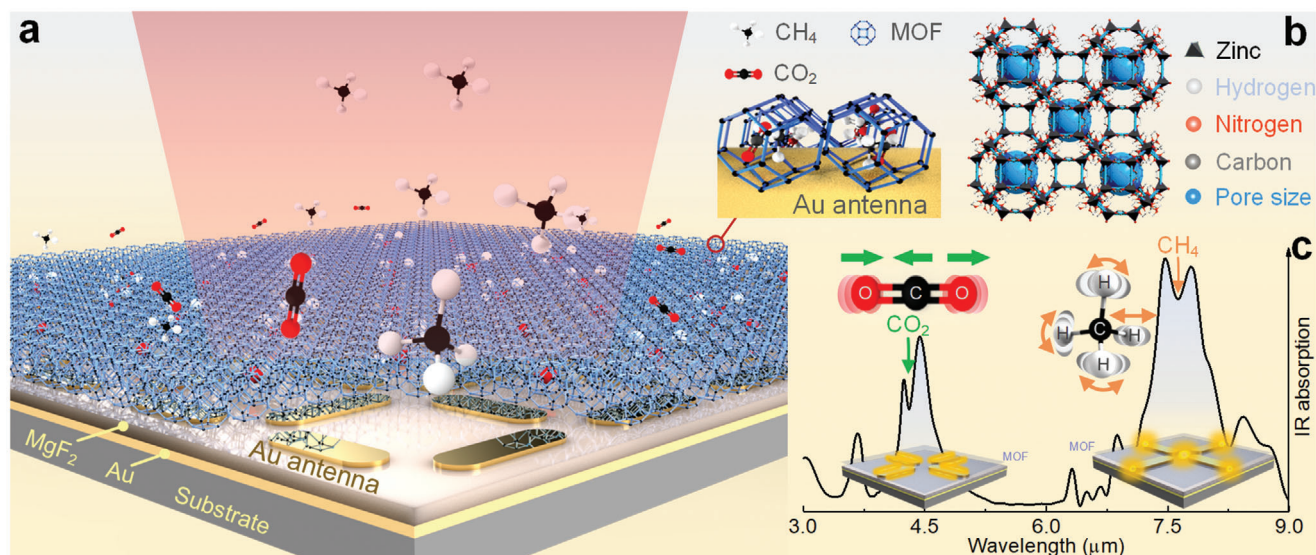 a
CH4
MOF
CO2
Au antenna
MgF2
Au
Substrate
Au antenna
b
Zinc
Hydrogen
Nitrogen
Carbon
Pore size
c
CH4
O C O
CO2
H
H C H
H
MOF
MOF
IR absorption
3.0 4.5 6.0 7.5 9.0
Wavelength (μm)